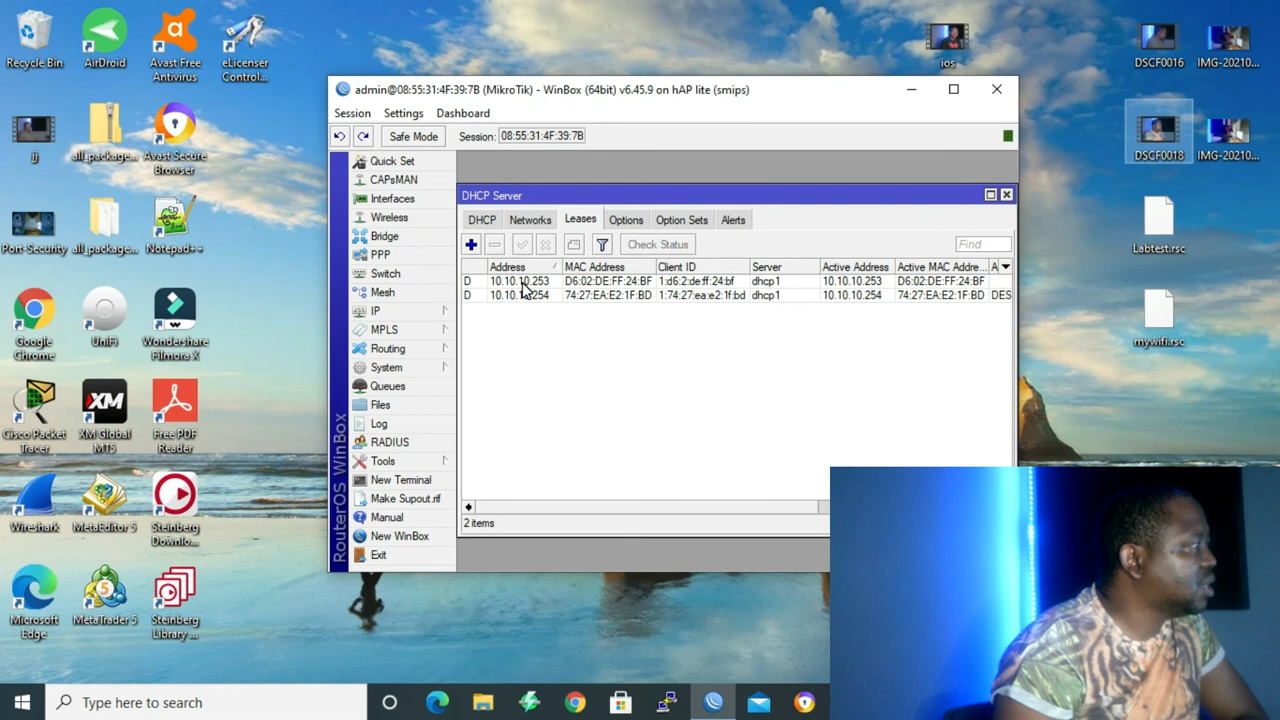 Recycle Bin
AirDroid
Avast Free
Antivirus
eLicenser
Control...
jj
all_package...
Avast Secure
Browser
Port-Security
all_package...
Notepad++
Google
Chrome
UniFi
Wondershare
Filmora X
Cisco Packet
Tracer
XM Global
MT5
Free PDF
Reader
Wireshark
MetaEditor 5
Steinberg
Downlo...
Microsoft
Edge
MetaTrader 5
Steinberg
Library ...
ios
DSCF0016
IMG-20210...
DSCF0018
IMG-20210...
Labtest.rsc
mywifi.rsc
admin@08:55:31:4F:39:7B (MikroTik) - WinBox (64bit) v6.45.9 on hAP lite (smips)
Session Settings Dashboard
Safe Mode Session: 08:55:31:4F:39:7B
RouterOS WinBox
Quick Set
CAPsMAN
Interfaces
Wireless
Bridge
PPP
Switch
Mesh
IP
MPLS
Routing
System
Queues
Files
Log
RADIUS
Tools
New Terminal
Make Supout.rif
Manual
New WinBox
Exit
DHCP Server
DHCP Networks Leases Options Option Sets Alerts
Check Status Find
Address MAC Address Client ID Server Active Address Active MAC Addre... A
D 10.10.10.253 D6:02:DE:FF:24:BF 1:d6:2:de:ff:24:bf dhcp1 10.10.10.253 D6:02:DE:FF:24:BF
D 74:27:EA:E2:1F:BD 1:74:27:ea:e2:1f:bd dhcp1 10.10.10.254 74:27:EA:E2:1F:BD DES
2 items
XM
Type here to search